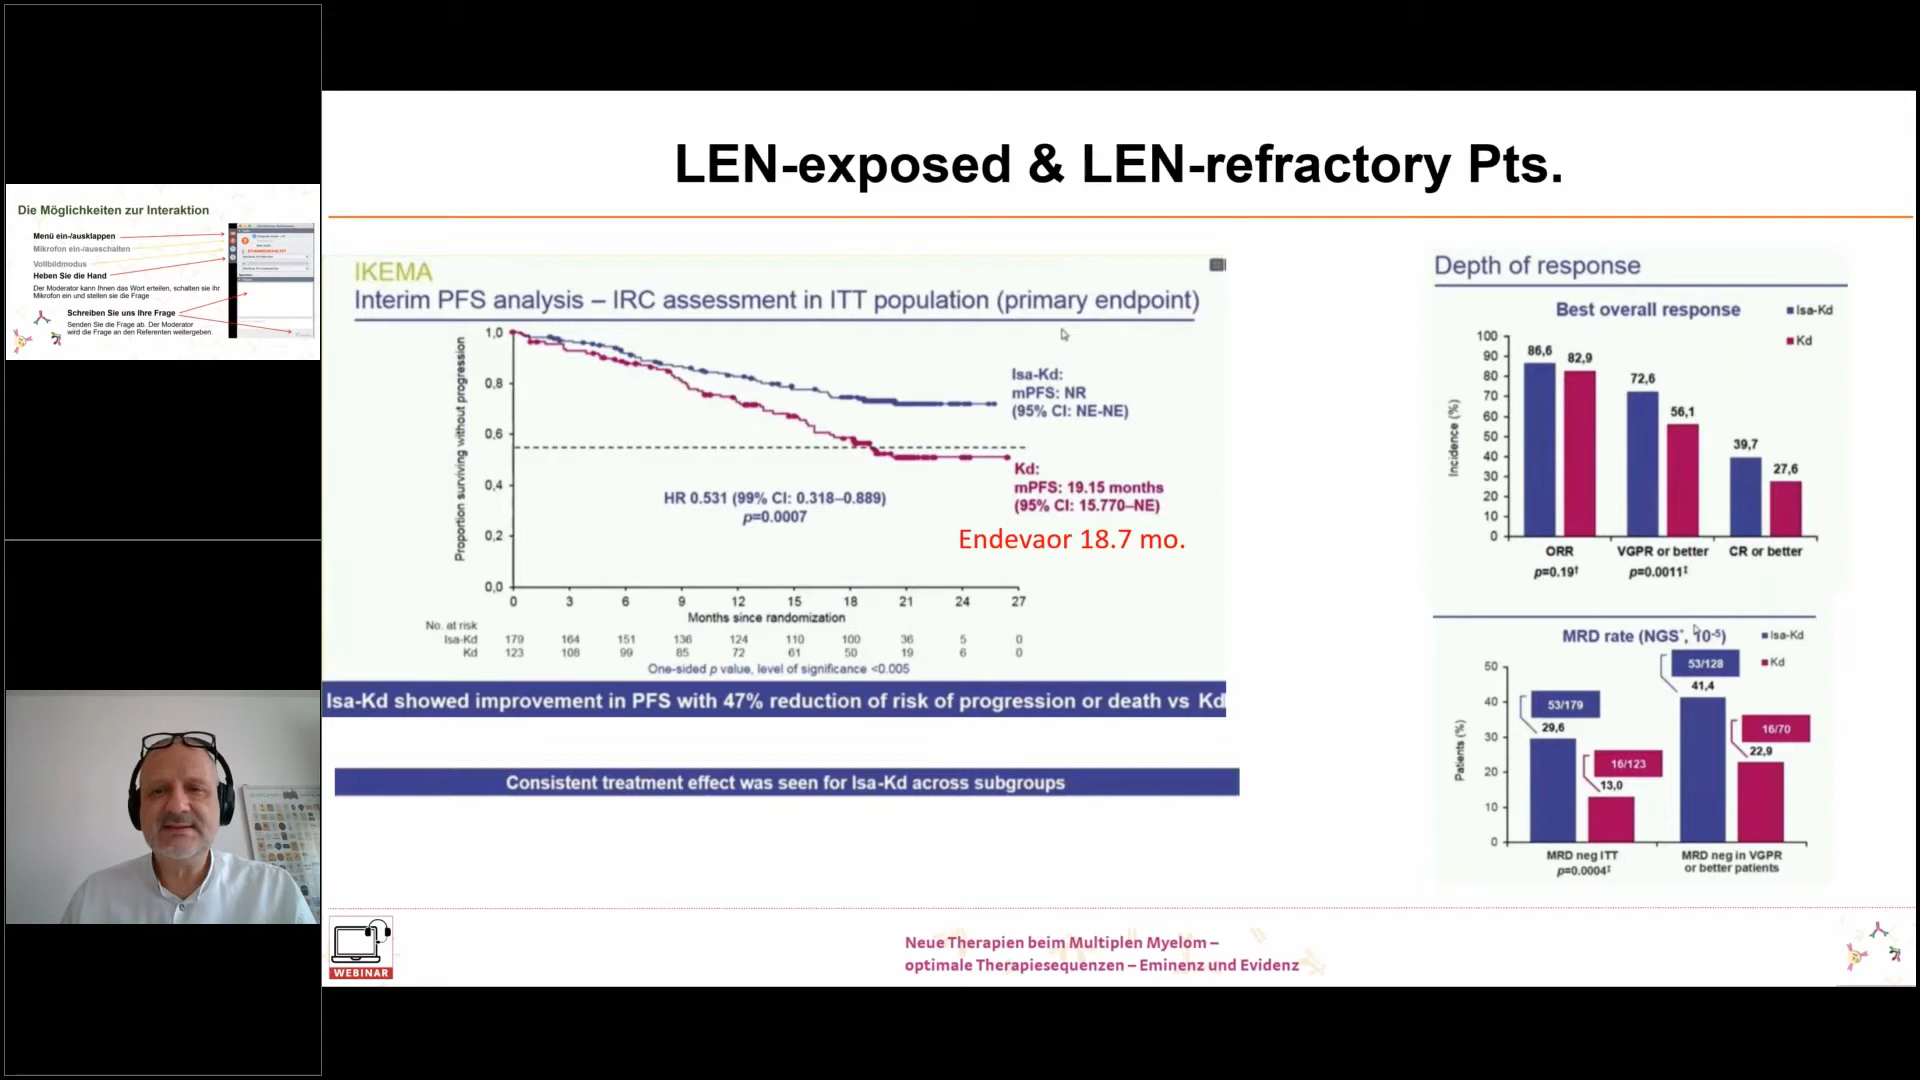 Die Möglichkeiten zur Interaktion
Menü ein-/ausklappen
Mikrofon ein-/ausschalten
Vollbildmodus
Heben Sie die Hand
Der Moderator kann Ihnen das Wort erteilen, schalten sie ihr
Mikrofon ein und stellen sie die Frage
Schreiben Sie uns Ihre Frage
Senden Sie die Frage ab. Der Moderator
wird die Frage an den Referenten weitergeben.
LEN-exposed & LEN-refractory Pts.
IKEMA
Interim PFS analysis – IRC assessment in ITT population (primary endpoint)
Proportion surviving without progression
1,0
0,8
0,6
0,4
0,2
0,0
Isa-Kd:
mPFS: NR
(95% CI: NE-NE)
Kd:
mPFS: 19.15 months
(95% CI: 15.770–NE)
HR 0.531 (99% CI: 0.318–0.889)
p=0.0007
Endevaor 18.7 mo.
0 3 6 9 12 15 18 21 24 27
Months since randomization
No. at risk
Isa-Kd 179 164 151 136 124 110 100 36 5 0
Kd 123 108 99 85 72 61 50 19 6 0
One-sided p value, level of significance <0.005
Isa-Kd showed improvement in PFS with 47% reduction of risk of progression or death vs Kd
Consistent treatment effect was seen for Isa-Kd across subgroups
Depth of response
Best overall response
Isa-Kd
Kd
Incidence (%)
100
90
80
70
60
50
40
30
20
10
0
86,6 82,9
72,6 56,1
39,7 27,6
ORR VGPR or better CR or better
p=0.19† p=0.0011‡
MRD rate (NGS*, 10-5)
Isa-Kd
Kd
Patients (%)
50
40
30
20
10
0
53/179
29,6
16/123
13,0
53/128
41,4
16/70
22,9
MRD neg ITT
p=0.0004‡
MRD neg in VGPR
or better patients
WEBINAR
Neue Therapien beim Multiplen Myelom –
optimale Therapiesequenzen – Eminenz und Evidenz